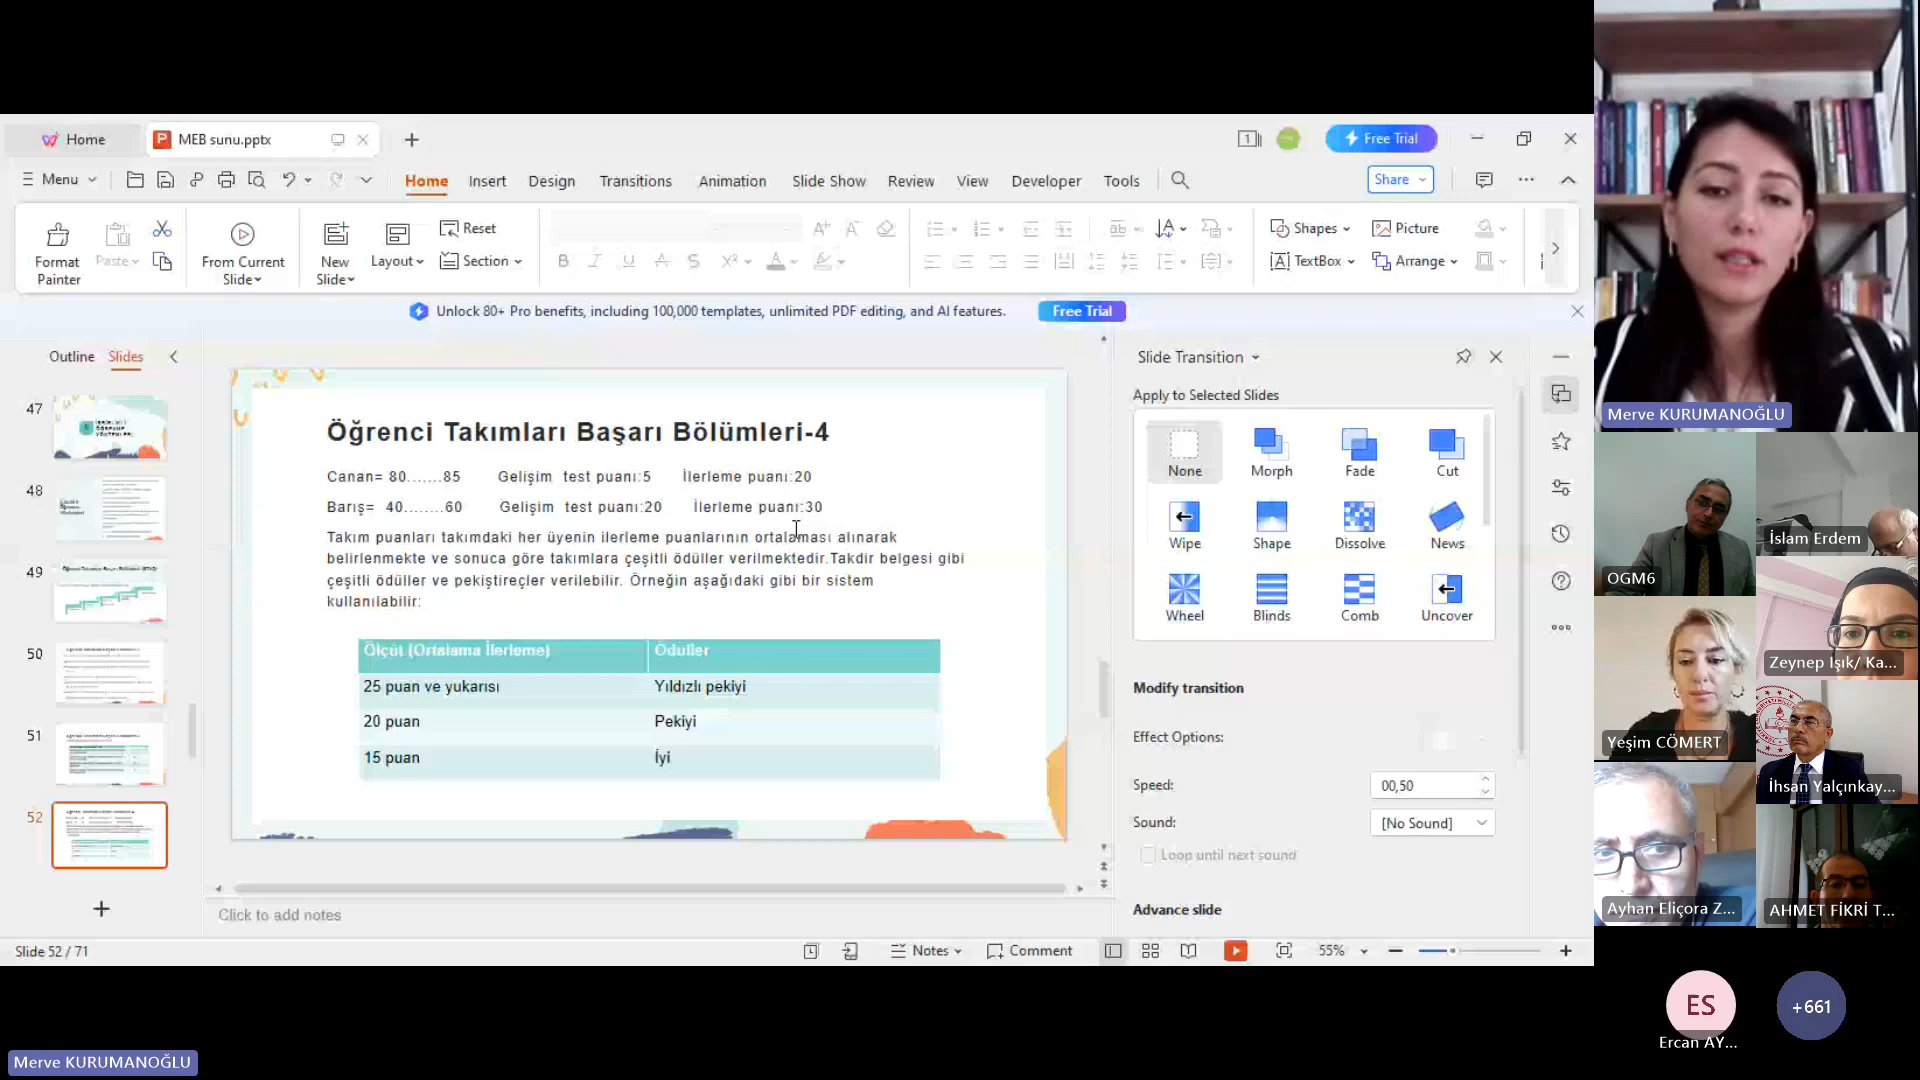 Home
MEB sunu.pptx
Free Trial
Menu
Home
Insert
Design
Transitions
Animation
Slide Show
Review
View
Developer
Tools
Share
Format
Painter
Paste
From Current
Slide
New
Slide
Layout
Reset
Section
Shapes
Picture
TextBox
Arrange
Unlock 80+ Pro benefits, including 100,000 templates, unlimited PDF editing, and AI features.
Free Trial
Outline
Slides
47
48
49
50
51
52
Öğrenci Takımları Başarı Bölümleri-4
Canan= 80.......85 Gelişim test puanı:5 İlerleme puanı:20
Barış= 40........60 Gelişim test puanı:20 İlerleme puanı:30
Takım puanları takımdaki her üyenin ilerleme puanlarının ortalaması alınarak
belirlenmekte ve sonuca göre takımlara çeşitli ödüller verilmektedir.Takdir belgesi gibi
çeşitli ödüller ve pekiştireçler verilebilir. Örneğin aşağıdaki gibi bir sistem
kullanılabilir:
Ölçüt (Ortalama İlerleme) Ödüller
25 puan ve yukarısı Yıldızlı pekiyi
20 puan Pekiyi
15 puan İyi
Click to add notes
Slide Transition
Apply to Selected Slides
None
Morph
Fade
Cut
Wipe
Shape
Dissolve
News
Wheel
Blinds
Comb
Uncover
Modify transition
Effect Options:
Speed: 00,50
Sound: [No Sound]
Loop until next sound
Advance slide
Slide 52 / 71
Notes
Comment
55%
Merve KURUMANOĞLU
OGM6
İslam Erdem
Zeynep Işık/ Ka...
Yeşim CÖMERT
İhsan Yalçınkay...
Ayhan Eliçora Z...
AHMET FİKRİ T...
ES
Ercan AY...
+661
Merve KURUMANOĞLU